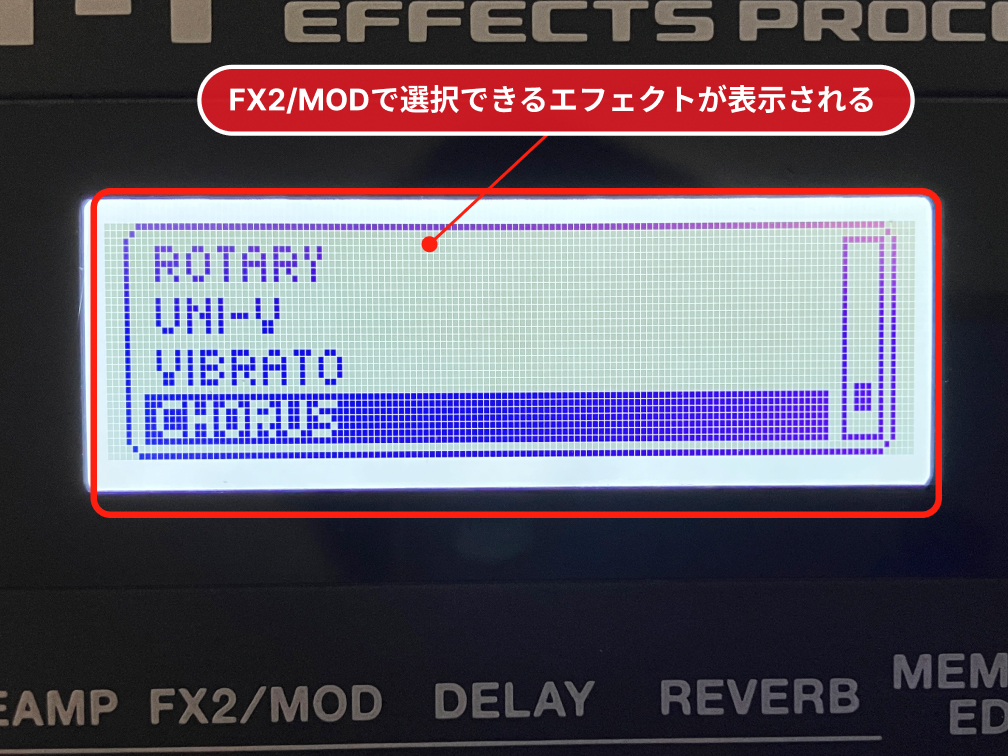 EFFECTS PROC
FX2/MODで選択できるエフェクトが表示される
ROTARY
UNI-V
VIBRATO
CHORUS
EAMP FX2/MOD DELAY REVERB MEM
ED